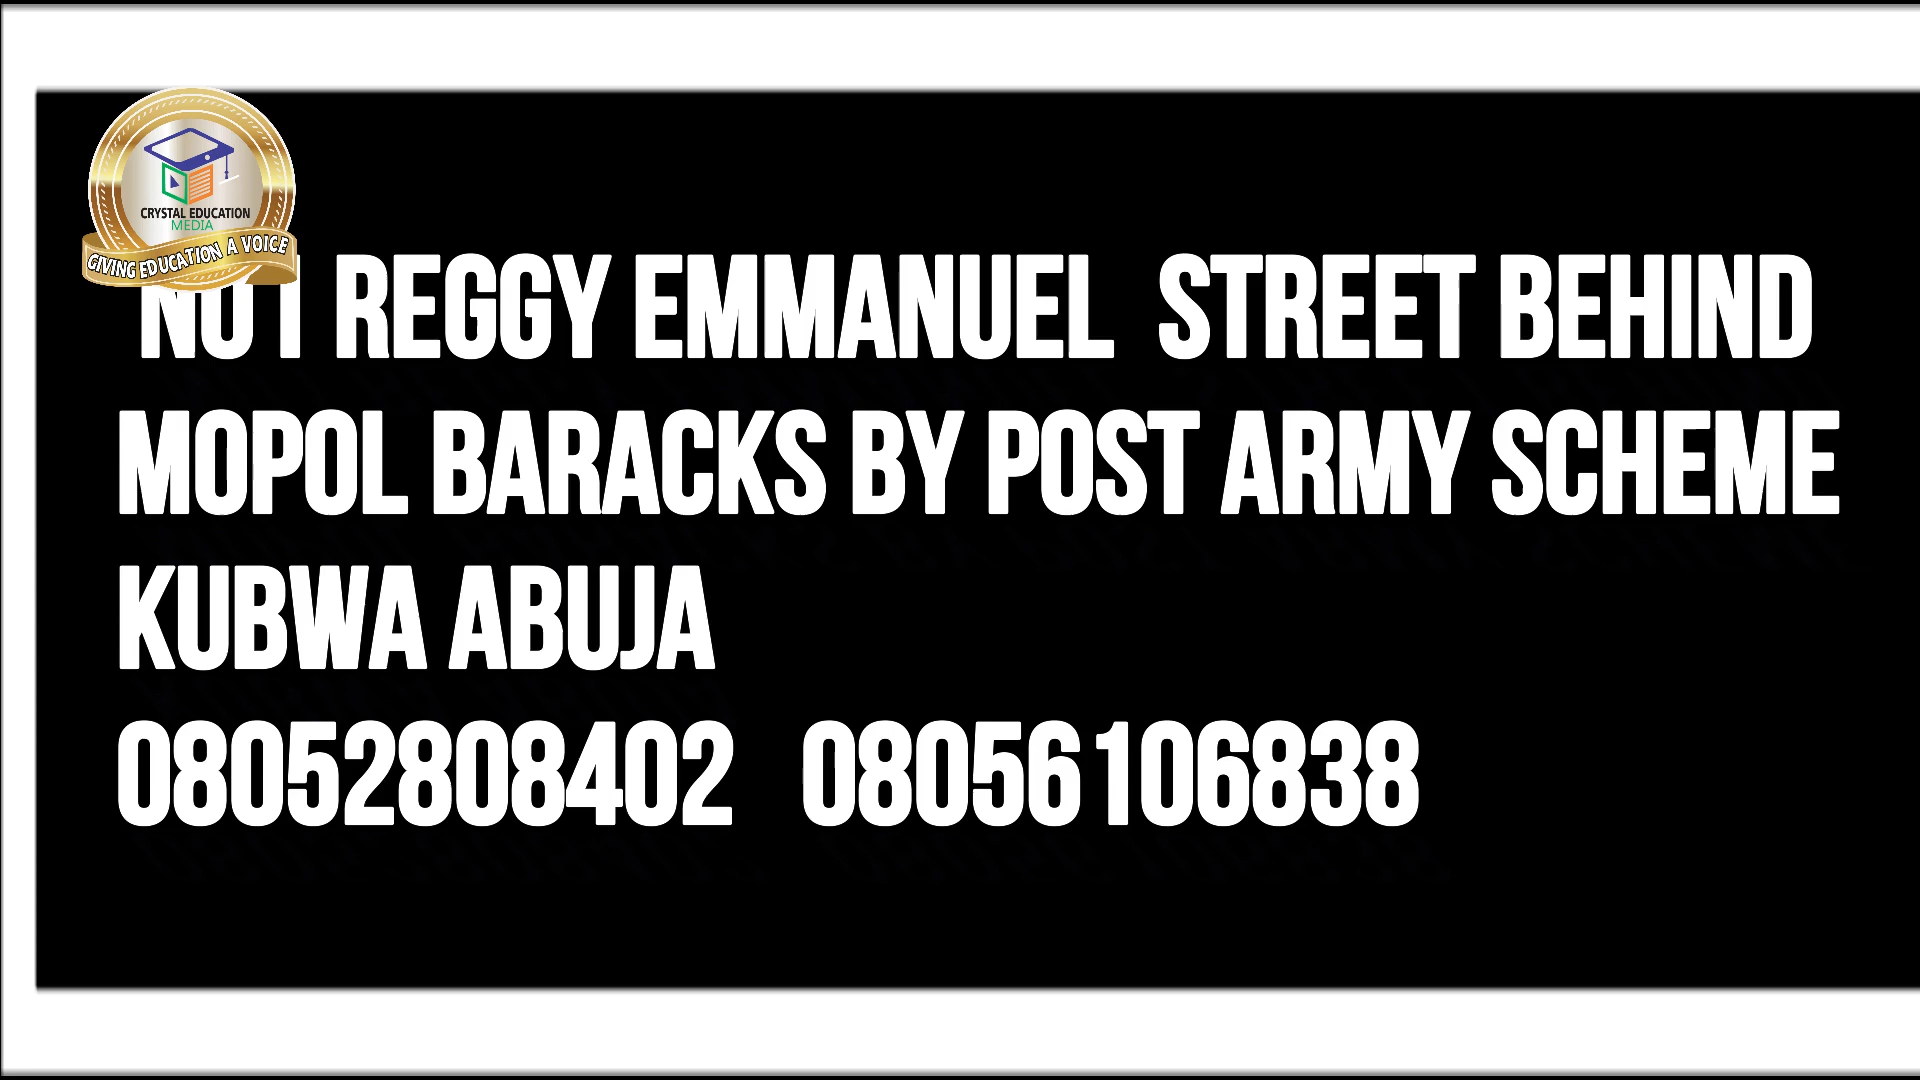 CRYSTAL EDUCATION
MEDIA
GIVING EDUCATION A VOICE
NO 1 REGGY EMMANUEL STREET BEHIND
MOPOL BARACKS BY POST ARMY SCHEME
KUBWA ABUJA
08052808402 08056106838